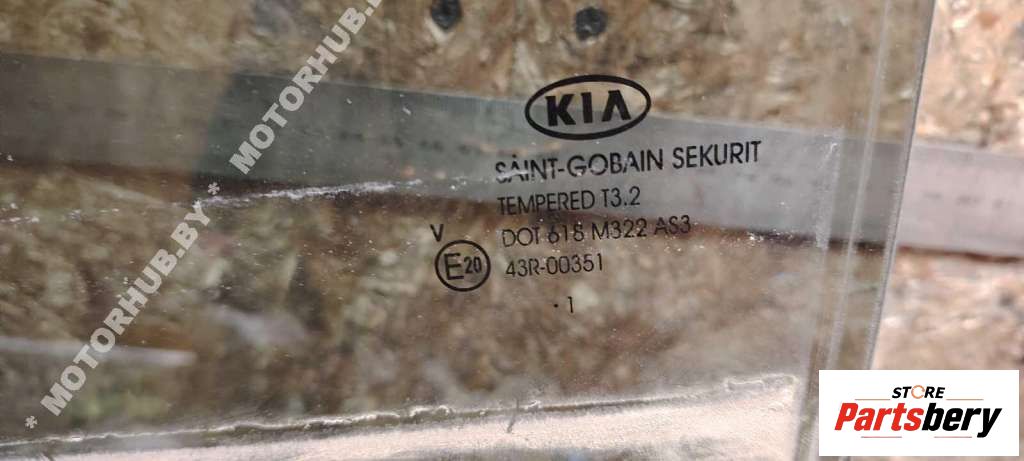 KIA
SAINT-GOBAIN SEKURIT
TEMPERED T3.2
DOT 618 M322 AS3
V
E20
43R-00351
· 1
* MOTORHUB.BY * MOTORHUB.BY
STORE
Partsbery